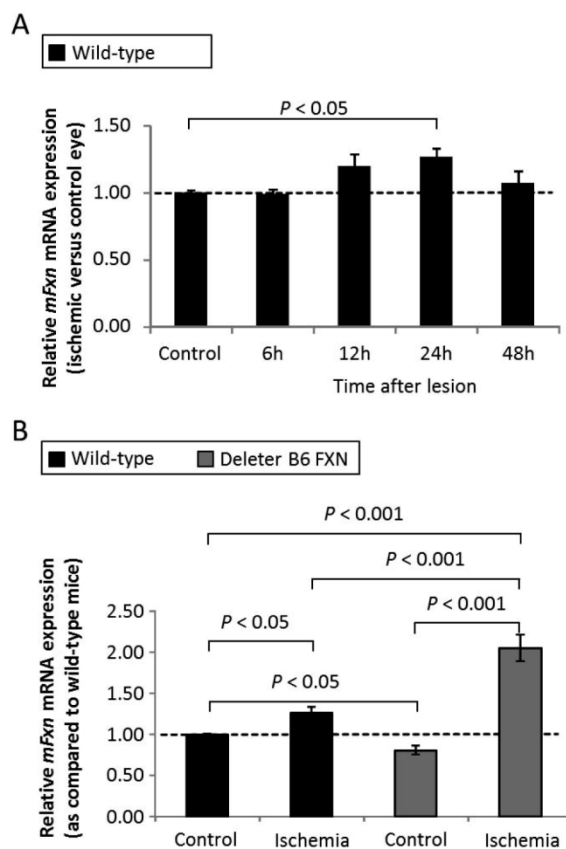 A
Wild-type
P < 0.05
Relative mFxn mRNA expression
(ischemic versus control eye)
1.50
1.00
0.50
0.00
Control 6h 12h 24h 48h
Time after lesion
B
Wild-type Deleter B6 FXN
P < 0.001
P < 0.001
P < 0.001
P < 0.05
P < 0.05
Relative mFxn mRNA expression
(as compared to wild-type mice)
2.50
2.00
1.50
1.00
0.50
0.00
Control Ischemia Control Ischemia